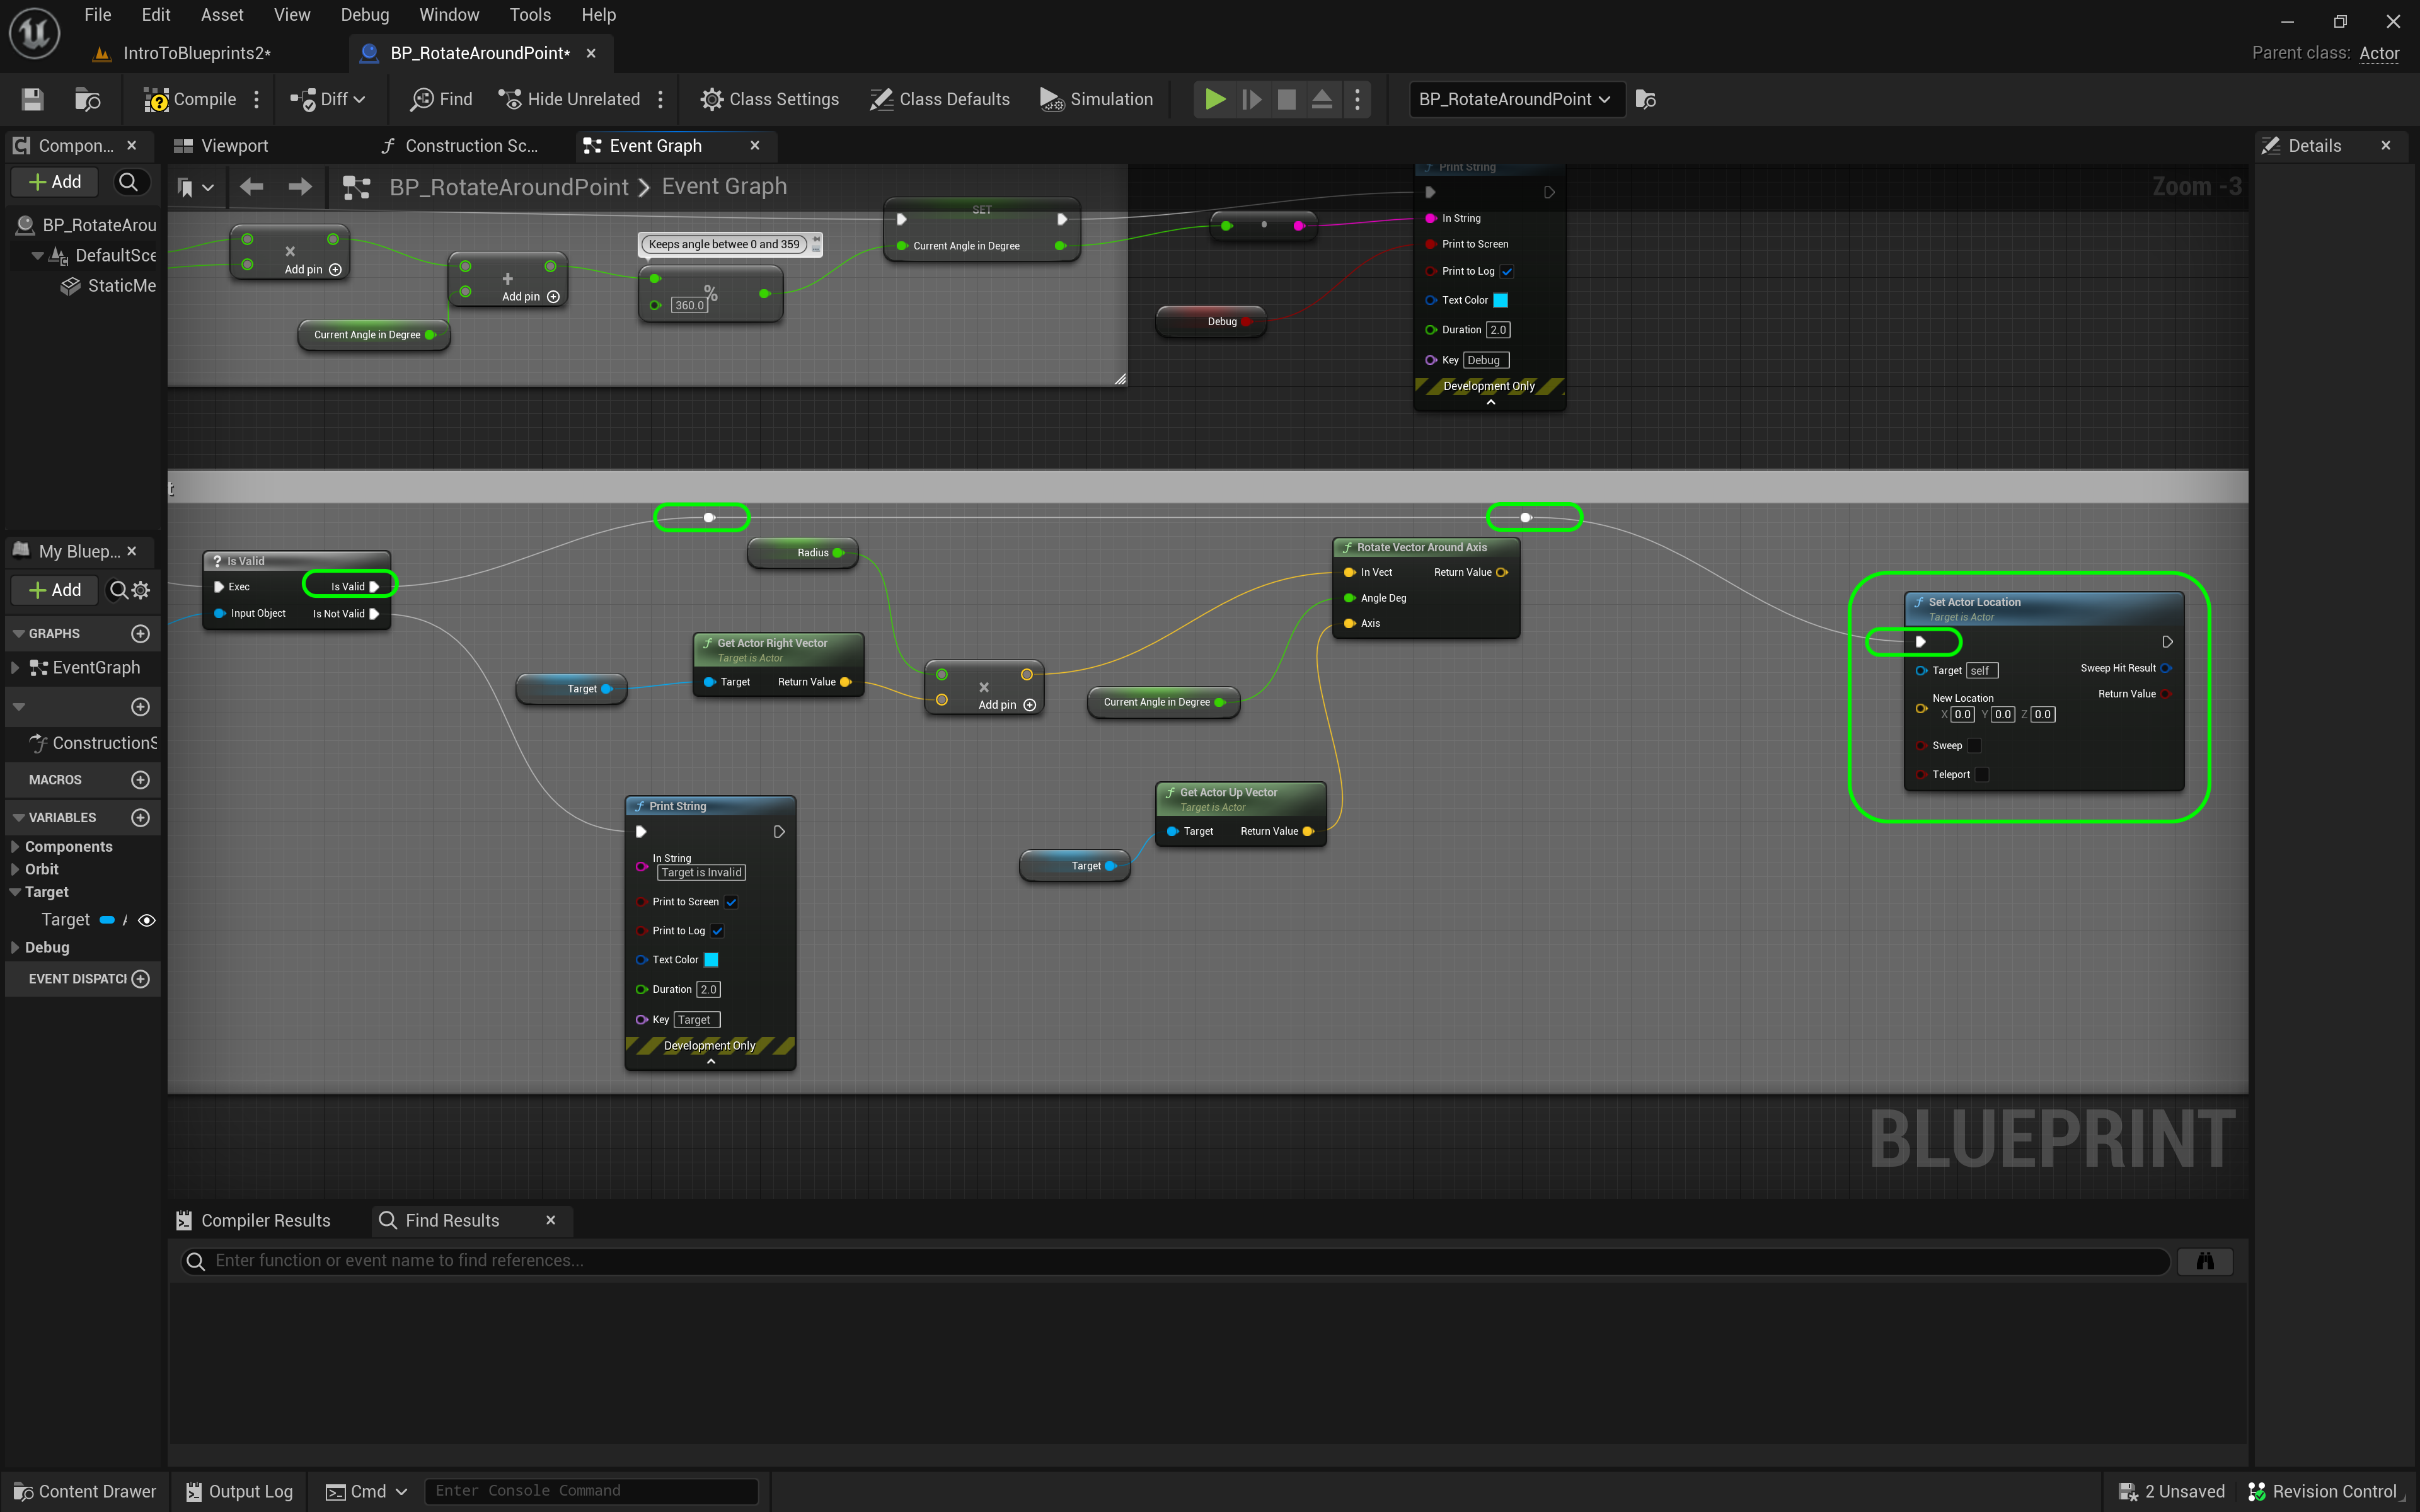 File Edit Asset View Debug Window Tools Help
IntroToBlueprints2*
BP_RotateAroundPoint*
Parent class: Actor
Compile
Diff
Find
Hide Unrelated
Class Settings
Class Defaults
Simulation
BP_RotateAroundPoint
Compon...
Viewport
Construction Sc...
Event Graph
Details
Add
BP_RotateAroundPoint
Event Graph
Zoom -3
BP_RotateArou
DefaultSce
StaticMe
Add pin
Add pin
Current Angle in Degree
Keeps angle betwee 0 and 359
%
360.0
SET
Current Angle in Degree
Debug
Print String
In String
Print to Screen
Print to Log
Text Color
Duration 2.0
Key Debug
Development Only
t
My Bluep...
Add
GRAPHS
EventGraph
ConstructionS
MACROS
VARIABLES
Components
Orbit
Target
Target
Debug
EVENT DISPATCI
? Is Valid
Exec Is Valid
Input Object Is Not Valid
Radius
Target
Get Actor Right Vector
Target is Actor
Target Return Value
Add pin
Current Angle in Degree
Rotate Vector Around Axis
In Vect Return Value
Angle Deg
Axis
Get Actor Up Vector
Target is Actor
Target Return Value
Target
Set Actor Location
Target is Actor
Target self
Sweep Hit Result
New Location
X 0.0 Y 0.0 Z 0.0
Return Value
Sweep
Teleport
Print String
In String
Target is Invalid
Print to Screen
Print to Log
Text Color
Duration 2.0
Key Target
Development Only
BLUEPRINT
Compiler Results
Find Results
Enter function or event name to find references...
Content Drawer
Output Log
Cmd
Enter Console Command
2 Unsaved
Revision Control